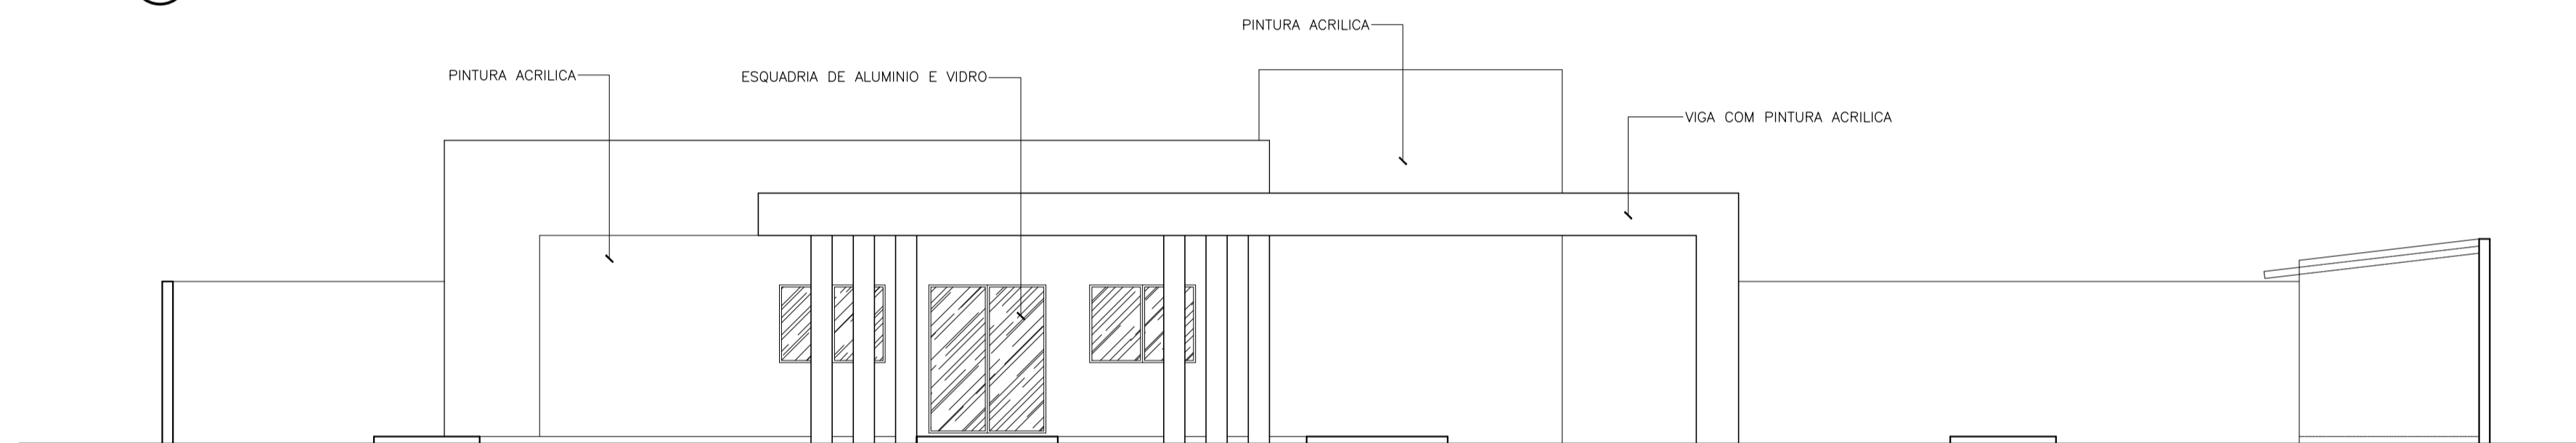 PINTURA ACRILICA
PINTURA ACRILICA
ESQUADRIA DE ALUMINIO E VIDRO
VIGA COM PINTURA ACRILICA